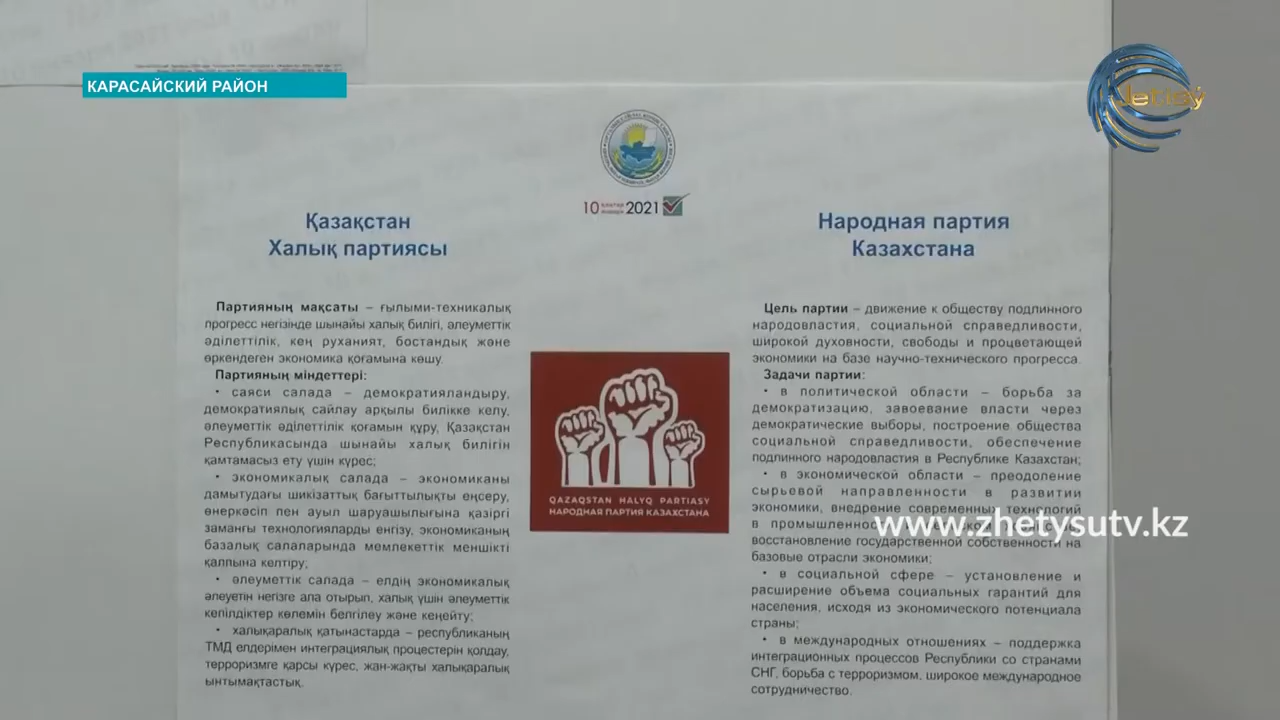 КАРАСАЙСКИЙ РАЙОН
Jetisý
10 қаңтар января 2021
Қазақстан
Халық партиясы
Партияның мақсаты – ғылыми-техникалық
прогресс негізінде шынайы халық билігі, әлеуметтік
әділеттілік, кең руханият, бостандық және
өркендеген экономика қоғамына көшу.
Партияның міндеттері:
• саяси салада – демократияландыру,
демократиялық сайлау арқылы билікке келу,
әлеуметтік әділеттілік қоғамын құру, Қазақстан
Республикасында шынайы халық билігін
қамтамасыз ету үшін күрес;
• экономикалық салада – экономиканы
дамытудағы шикізаттық бағыттылықты еңсеру,
өнеркәсіп пен ауыл шаруашылығына қазіргі
заманғы технологияларды енгізу, экономиканың
базалық салаларында мемлекеттік меншікті
қалпына келтіру,
• әлеуметтік салада – елдің экономикалық
әлеуетін негізге ала отырып, халық үшін әлеуметтік
кепілдіктер көлемін белгілеу және кеңейту;
• халықаралық қатынастарда – республиканың
ТМД елдерімен интеграциялық процестерін қолдау,
терроризмге қарсы күрес, жан-жақты халықаралық
ынтымақтастық.
QAZAQSTAN HALYQ PARTIASY
НАРОДНАЯ ПАРТИЯ КАЗАХСТАНА
Народная партия
Казахстана
Цель партии – движение к обществу подлинного
народовластия, социальной справедливости,
широкой духовности, свободы и процветающей
экономики на базе научно-технического прогресса.
Задачи партии:
• в политической области – борьба за
демократизацию, завоевание власти через
демократические выборы, построение общества
социальной справедливости, обеспечение
подлинного народовластия в Республике Казахстан;
• в экономической области – преодоление
сырьевой направленности в развитии
экономики, внедрение современных технологий
в
восстановление государственной собственности на
базовые отрасли экономики;
• в социальной сфере – установление и
расширение объема социальных гарантий для
населения, исходя из экономического потенциала
страны;
• в международных отношениях – поддержка
интеграционных процессов Республики со странами
СНГ, борьба с терроризмом, широкое международное
сотрудничество.
www.zhetysutv.kz